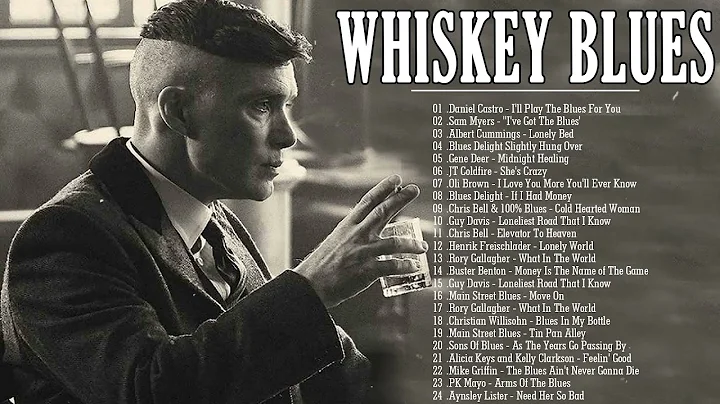 WHISKEY BLUES
01 .Daniel Castro - I'll Play The Blues For You
02 .Sam Myers - "I've Got The Blues'
03 .Albert Cummings - Lonely Bed
04 .Blues Delight Slightly Hung Over
05 .Gene Deer - Midnight Healing
06 .JT Coldfire - She's Crazy
07 .Oli Brown - I Love You More You'll Ever Know
08 .Blues Delight - If I Had Money
09 .Chris Bell & 100% Blues - Cold Hearted Woman
10 .Guy Davis - Loneliest Road That I Know
11 .Chris Bell - Elevator To Heaven
12 .Henrik Freischlader - Lonely World
13 .Rory Gallagher - What In The World
14 .Buster Benton - Money Is The Name of The Game
15 .Guy Davis - Loneliest Road That I Know
16 .Main Street Blues - Move On
17 .Rory Gallagher - What In The World
18 .Christian Willisohn - Blues In My Bottle
19 .Main Street Blues - Tin Pan Alley
20 .Sons Of Blues - As The Years Go Passing By
21 .Alicia Keys and Kelly Clarkson - Feelin' Good
22 .Mike Griffin - The Blues Ain't Never Gonna Die
23 .PK Mayo - Arms Of The Blues
24 .Aynsley Lister - Need Her So Bad